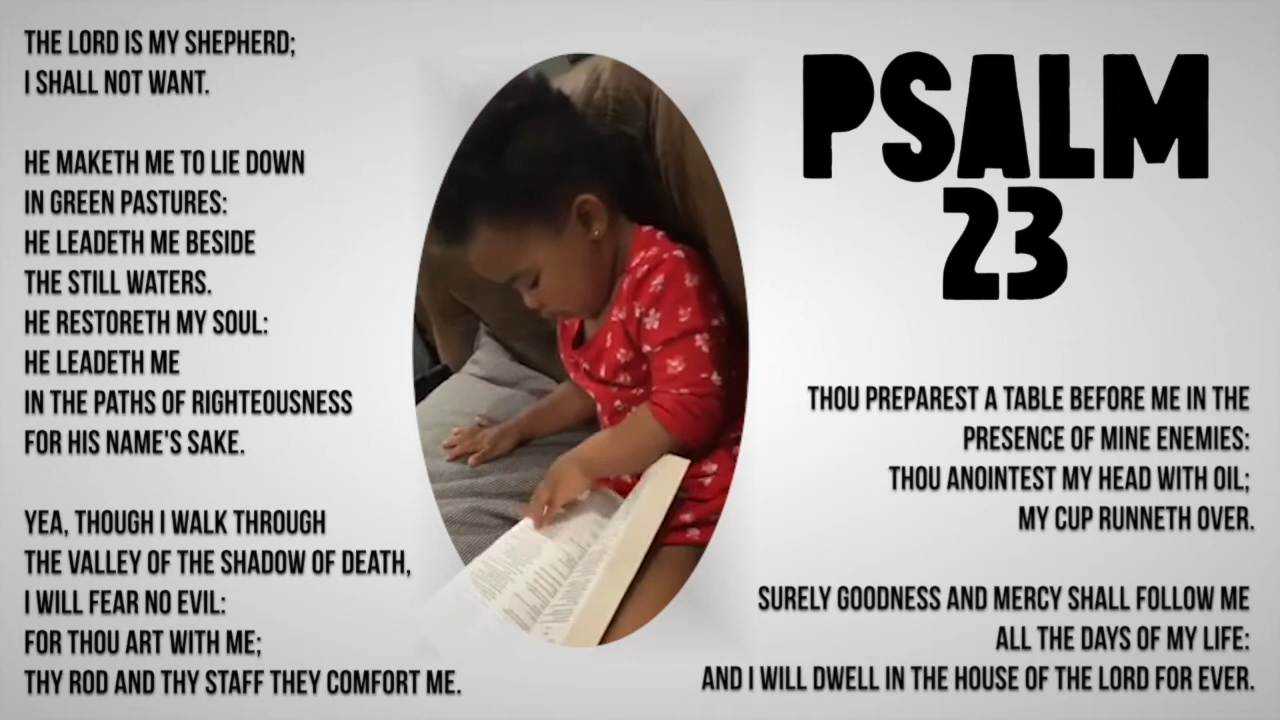 PSALM
23
THE LORD IS MY SHEPHERD;
I SHALL NOT WANT.
HE MAKETH ME TO LIE DOWN
IN GREEN PASTURES:
HE LEADETH ME BESIDE
THE STILL WATERS.
HE RESTORETH MY SOUL:
HE LEADETH ME
IN THE PATHS OF RIGHTEOUSNESS
FOR HIS NAME'S SAKE.
YEA, THOUGH I WALK THROUGH
THE VALLEY OF THE SHADOW OF DEATH,
I WILL FEAR NO EVIL:
FOR THOU ART WITH ME;
THY ROD AND THY STAFF THEY COMFORT ME.
THOU PREPAREST A TABLE BEFORE ME IN THE
PRESENCE OF MINE ENEMIES:
THOU ANOINTEST MY HEAD WITH OIL;
MY CUP RUNNETH OVER.
SURELY GOODNESS AND MERCY SHALL FOLLOW ME
ALL THE DAYS OF MY LIFE:
AND I WILL DWELL IN THE HOUSE OF THE LORD FOR EVER.